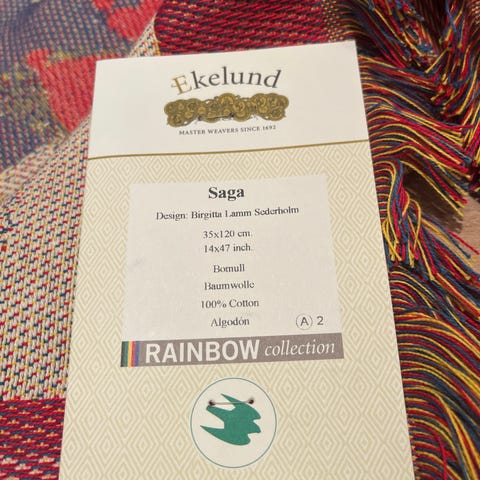 Ekelund
MASTER WEAVERS SINCE 1692
Saga
Design: Birgitta Lamm Sederholm
35x120 cm.
14x47 inch.
Bomull
Baumwolle
100% Cotton
Algodón A 2
RAINBOW collection